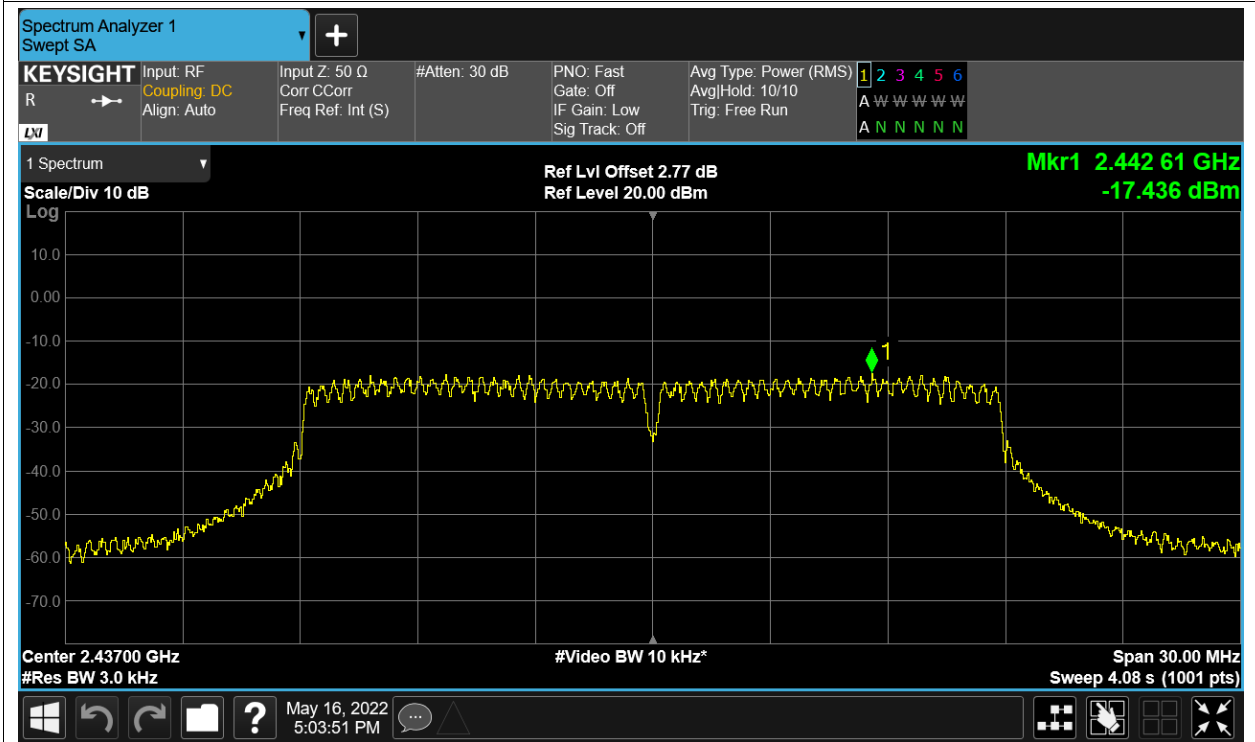 Spectrum Analyzer 1
Swept SA
+
KEYSIGHT
R
LXI
Input: RF
Coupling: DC
Align: Auto
Input Z: 50 Ω
Corr CCorr
Freq Ref: Int (S)
#Atten: 30 dB
PNO: Fast
Gate: Off
IF Gain: Low
Sig Track: Off
Avg Type: Power (RMS)
Avg|Hold: 10/10
Trig: Free Run
1 2 3 4 5 6
A W W W W W
A N N N N N
1 Spectrum
Scale/Div 10 dB
Log
Ref Lvl Offset 2.77 dB
Ref Level 20.00 dBm
Mkr1 2.442 61 GHz
-17.436 dBm
10.0
0.00
-10.0
-20.0
-30.0
-40.0
-50.0
-60.0
-70.0
1
Center 2.43700 GHz
#Res BW 3.0 kHz
#Video BW 10 kHz*
Span 30.00 MHz
Sweep 4.08 s (1001 pts)
?
May 16, 2022
5:03:51 PM